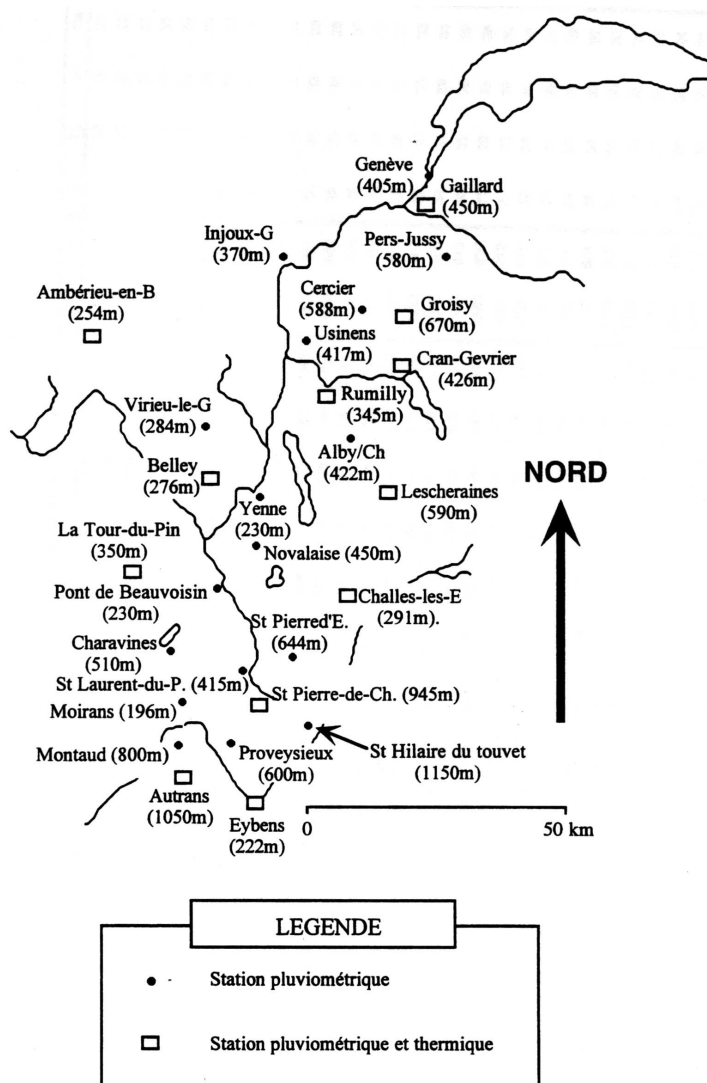 Genève
(405m)
Gaillard
(450m)
Injoux-G
(370m)
Pers-Jussy
(580m)
Ambérieu-en-B
(254m)
Cercier
(588m)
Groisy
(670m)
Usinens
(417m)
Cran-Gevrier
(426m)
Rumilly
(345m)
Virieu-le-G
(284m)
Alby/Ch
(422m)
Belley
(276m)
Lescheraines
(590m)
NORD
Yenne
(230m)
La Tour-du-Pin
(350m)
Novalaise (450m)
Pont de Beauvoisin
(230m)
Challes-les-E
(291m).
St Pierred'E.
(644m)
Charavines
(510m)
St Laurent-du-P. (415m)
St Pierre-de-Ch. (945m)
Moirans (196m)
Montaud (800m)
Proveysieux
(600m)
St Hilaire du touvet
(1150m)
Autrans
(1050m)
Eybens
(222m)
0 50 km
LEGENDE
Station pluviométrique
Station pluviométrique et thermique